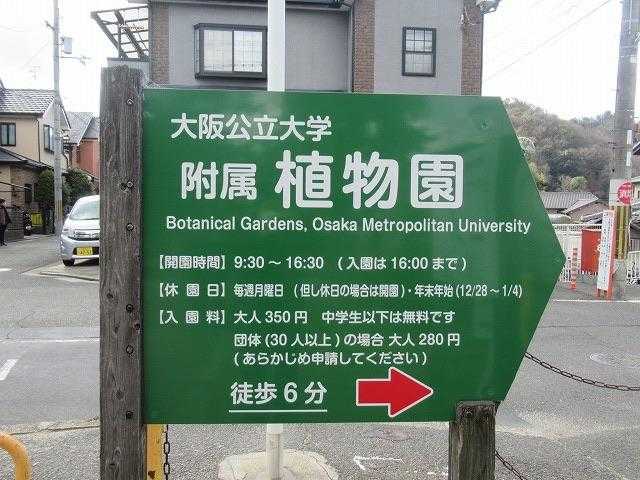 大阪公立大学
附属 植物園
Botanical Gardens, Osaka Metropolitan University
【開園時間】 9:30 ～ 16:30 （入園は 16:00 まで）
【休園日】 毎週月曜日 （但し休日の場合は開園）・年末年始 (12/28 ～ 1/4)
【入園料】 大人 350 円 中学生以下は無料です
団体 (30 人以上) の場合 大人 280 円
(あらかじめ申請してください)
徒歩 6 分